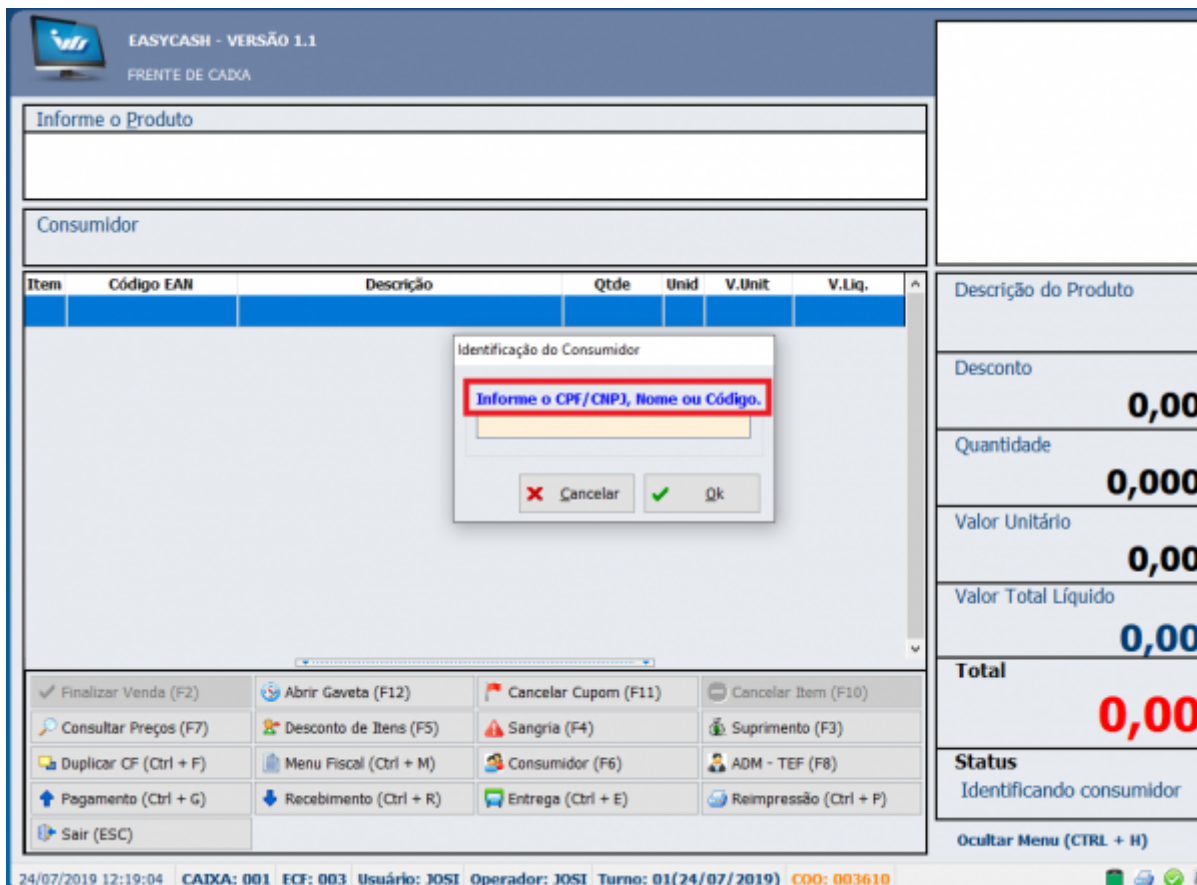 EASYCASH - VERSÃO 1.1
FRENTE DE CAIXA
Informe o Produto
Consumidor
Item Código EAN Descrição Qtde Unid V.Unit V.Liq.
Identificação do Consumidor
Informe o CPF/CNPJ, Nome ou Código.
Cancelar Ok
Descrição do Produto
Desconto
0,00
Quantidade
0,000
Valor Unitário
0,00
Valor Total Líquido
0,00
Total
0,00
Status
Identificando consumidor
Ocultar Menu (CTRL + H)
Finalizar Venda (F2) Abrir Gaveta (F12) Cancelar Cupom (F11) Cancelar Item (F10)
Consultar Preços (F7) Desconto de Itens (F5) Sangria (F4) Suprimento (F3)
Duplicar CF (Ctrl + F) Menu Fiscal (Ctrl + M) Consumidor (F6) ADM - TEF (F8)
Pagamento (Ctrl + G) Recebimento (Ctrl + R) Entrega (Ctrl + E) Reimpressão (Ctrl + P)
Sair (ESC)
24/07/2019 12:19:04 CAIXA: 001 ECF: 003 Usuário: JOSI Operador: JOSI Turno: 01(24/07/2019) COO: 003610